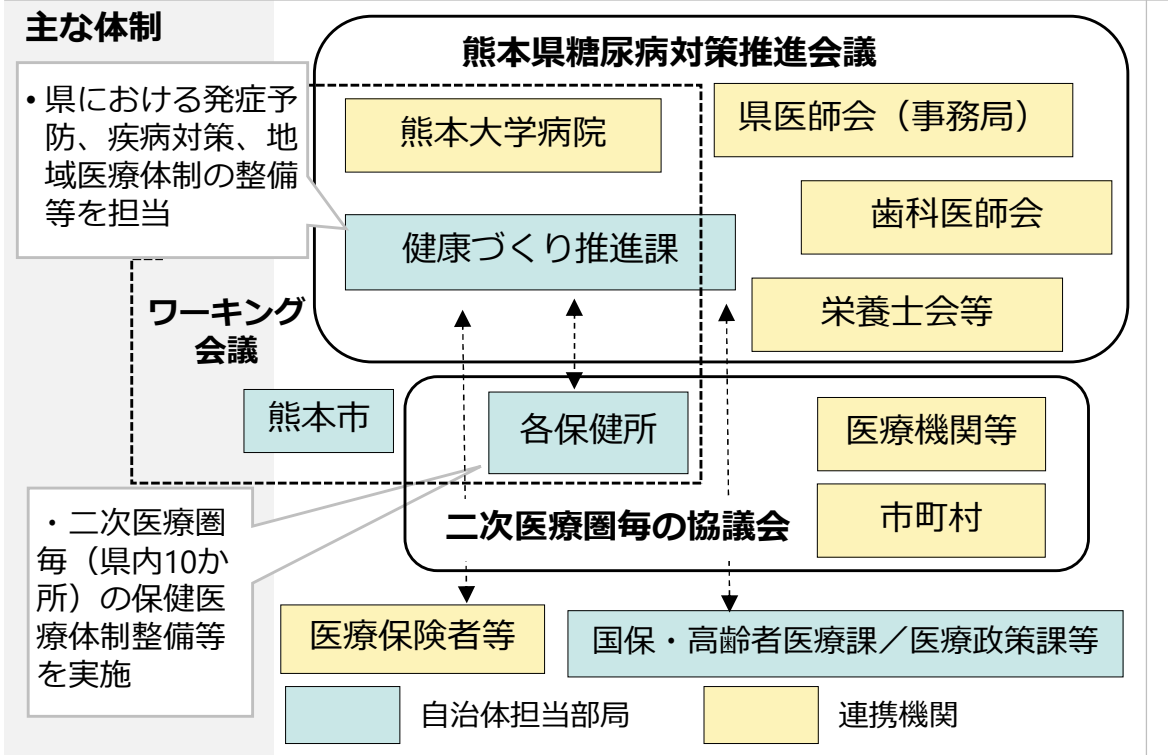 主な体制
熊本県糖尿病対策推進会議
• 県における発症予
防、疾病対策、地
域医療体制の整備
等を担当
熊本大学病院
県医師会（事務局）
歯科医師会
健康づくり推進課
栄養士会等
ワーキング
会議
熊本市
各保健所
医療機関等
市町村
二次医療圏毎の協議会
・二次医療圏
毎（県内10か
所）の保健医
療体制整備等
を実施
医療保険者等
国保・高齢者医療課／医療政策課等
自治体担当部局
連携機関